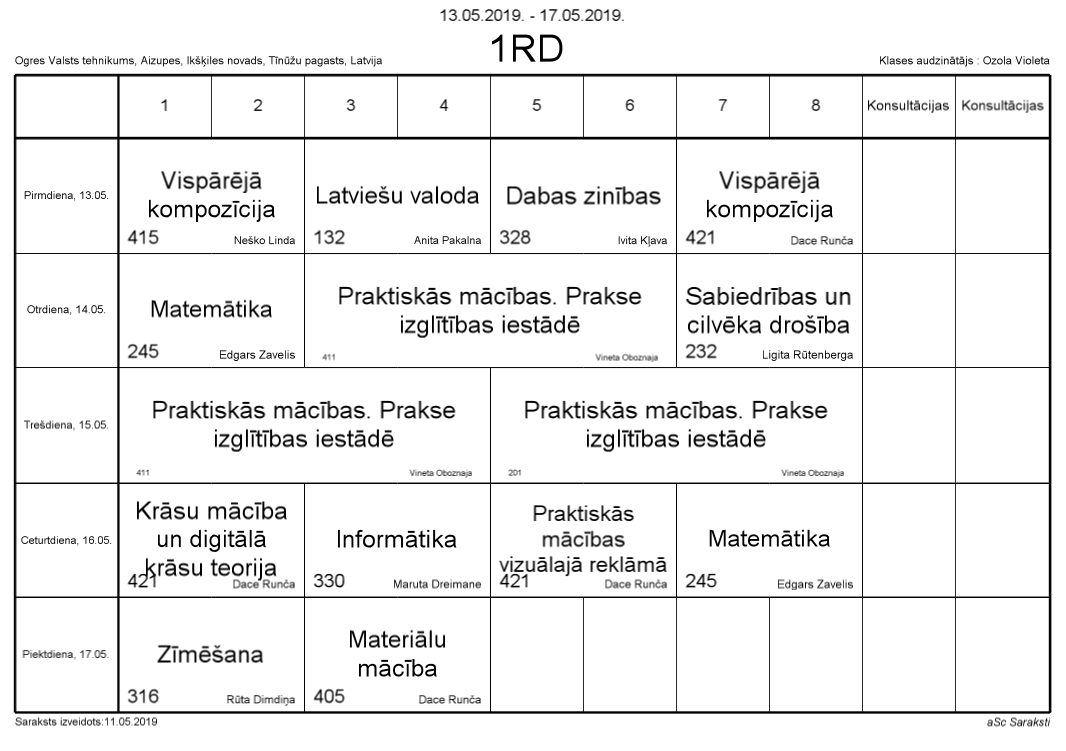 13.05.2019. - 17.05.2019.
1RD
Ogres Valsts tehnikums, Aizupes, Ikšķiles novads, Tīnūžu pagasts, Latvija
Klases audzinātājs : Ozola Violeta
1 2 3 4 5 6 7 8 Konsultācijas Konsultācijas
Pirmdiena, 13.05.
Vispārējā
kompozīcija
415 Neško Linda
Latviešu valoda
132 Anita Pakalna
Dabas zinības
328 Ivita Kļava
Vispārējā
kompozīcija
421 Dace Runča
Otrdiena, 14.05.
Matemātika
245 Edgars Zavelis
Praktiskās mācības. Prakse
izglītības iestādē
411 Vineta Oboznaja
Sabiedrības un
cilvēka drošība
232 Ligita Rūtenberga
Trešdiena, 15.05.
Praktiskās mācības. Prakse
izglītības iestādē
411 Vineta Oboznaja
Praktiskās mācības. Prakse
izglītības iestādē
201 Vineta Oboznaja
Ceturtdiena, 16.05.
Krāsu mācība
un digitālā
krāsu teorija
421 Dace Runča
Informātika
330 Maruta Dreimane
Praktiskās
mācības
vizuālajā reklāmā
421 Dace Runča
Matemātika
245 Edgars Zavelis
Piektdiena, 17.05.
Zīmēšana
316 Rūta Dimdiņa
Materiālu
mācība
405 Dace Runča
Saraksts izveidots:11.05.2019
aSc Saraksti